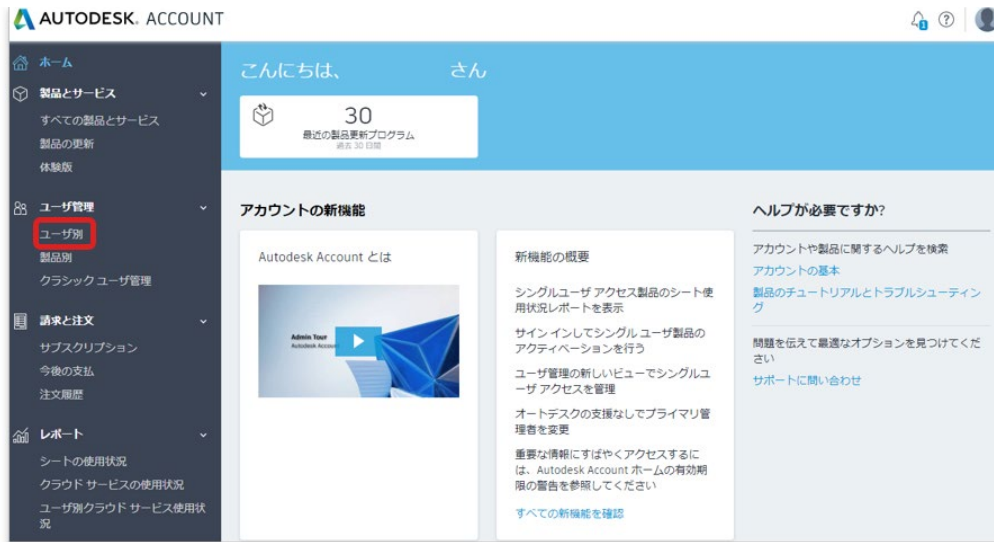 AUTODESK. ACCOUNT
1
ホーム
製品とサービス
すべての製品とサービス
製品の更新
体験版
ユーザ管理
ユーザ別
製品別
クラシック ユーザ管理
請求と注文
サブスクリプション
今後の支払
注文履歴
レポート
シートの使用状況
クラウド サービスの使用状況
ユーザ別クラウド サービス使用状
況
こんにちは、 さん
30
最近の製品更新プログラム
過去 30 日間
アカウントの新機能
Autodesk Account とは
Admin Tour
Autodesk Account
新機能の概要
シングルユーザ アクセス製品のシート使
用状況レポートを表示
サイン インしてシングル ユーザ製品の
アクティベーションを行う
ユーザ管理の新しいビューでシングルユ
ーザ アクセスを管理
オートデスクの支援なしでプライマリ管
理者を変更
重要な情報にすばやくアクセスするに
は、Autodesk Account ホームの有効期
限の警告を参照してください
すべての新機能を確認
ヘルプが必要ですか?
アカウントや製品に関するヘルプを検索
アカウントの基本
製品のチュートリアルとトラブルシューティン
グ
問題を伝えて最適なオプションを見つけてくだ
さい
サポートに問い合わせ